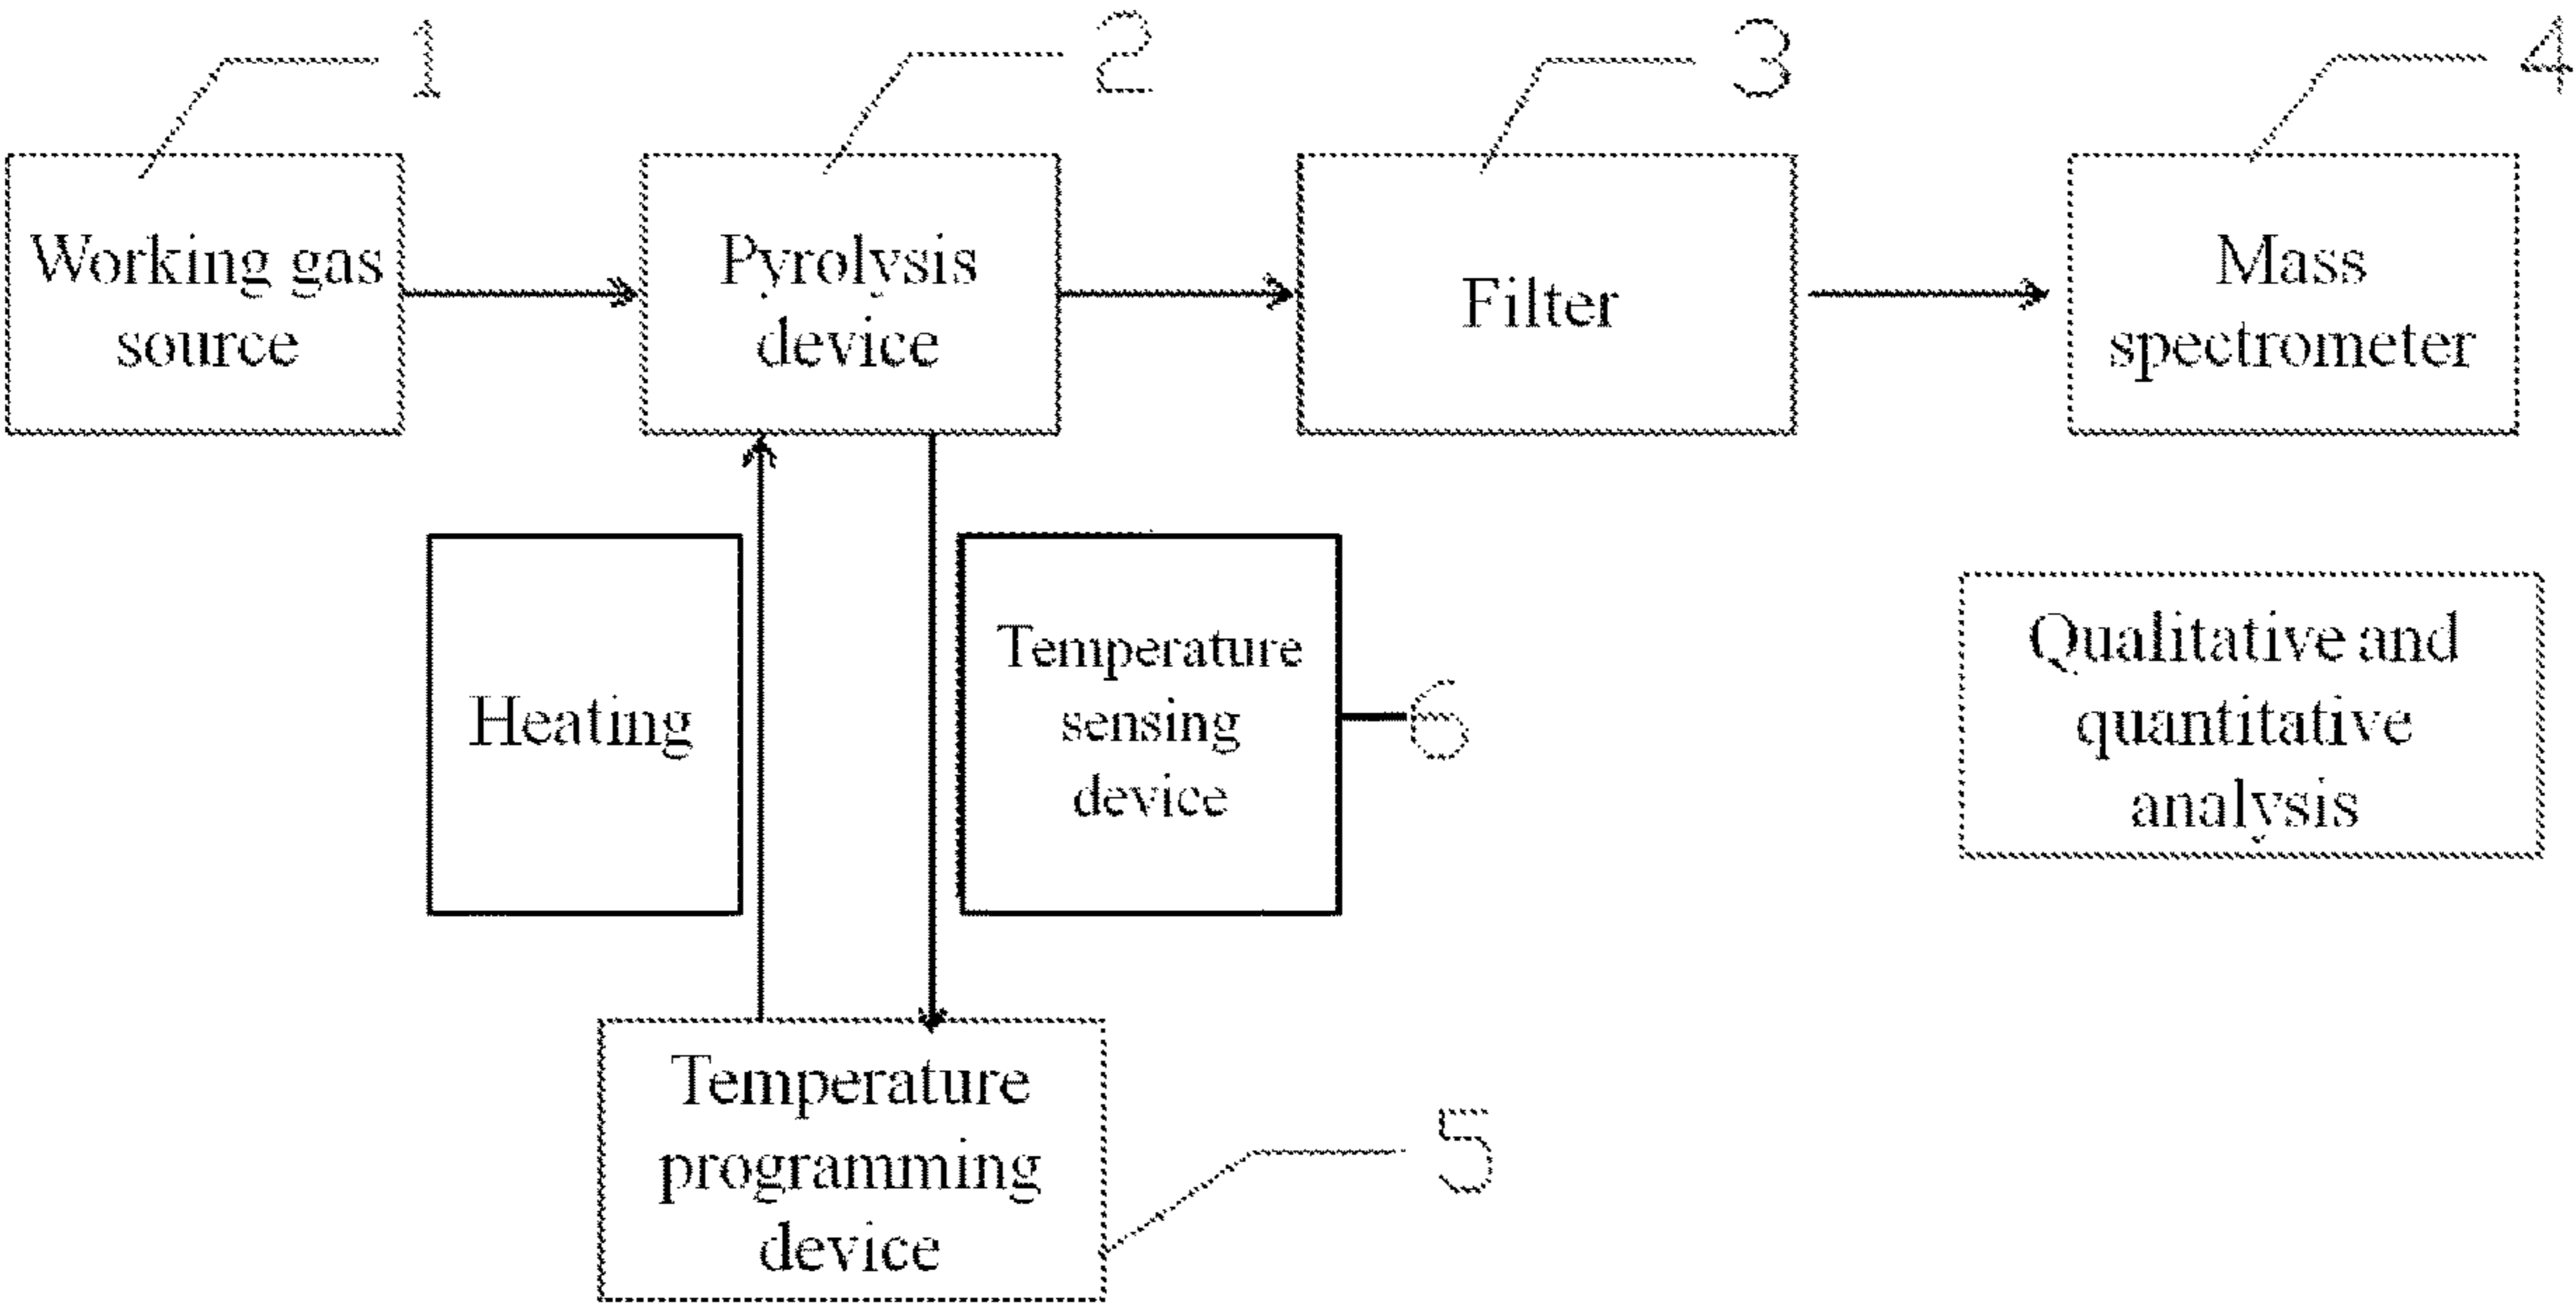 1
2
3
4
Working gas
source
Pyrolysis
device
Filter
Mass
spectrometer
Heating
Temperature
sensing
device
6
Qualitative and
quantitative
analysis
Temperature
programming
device
5